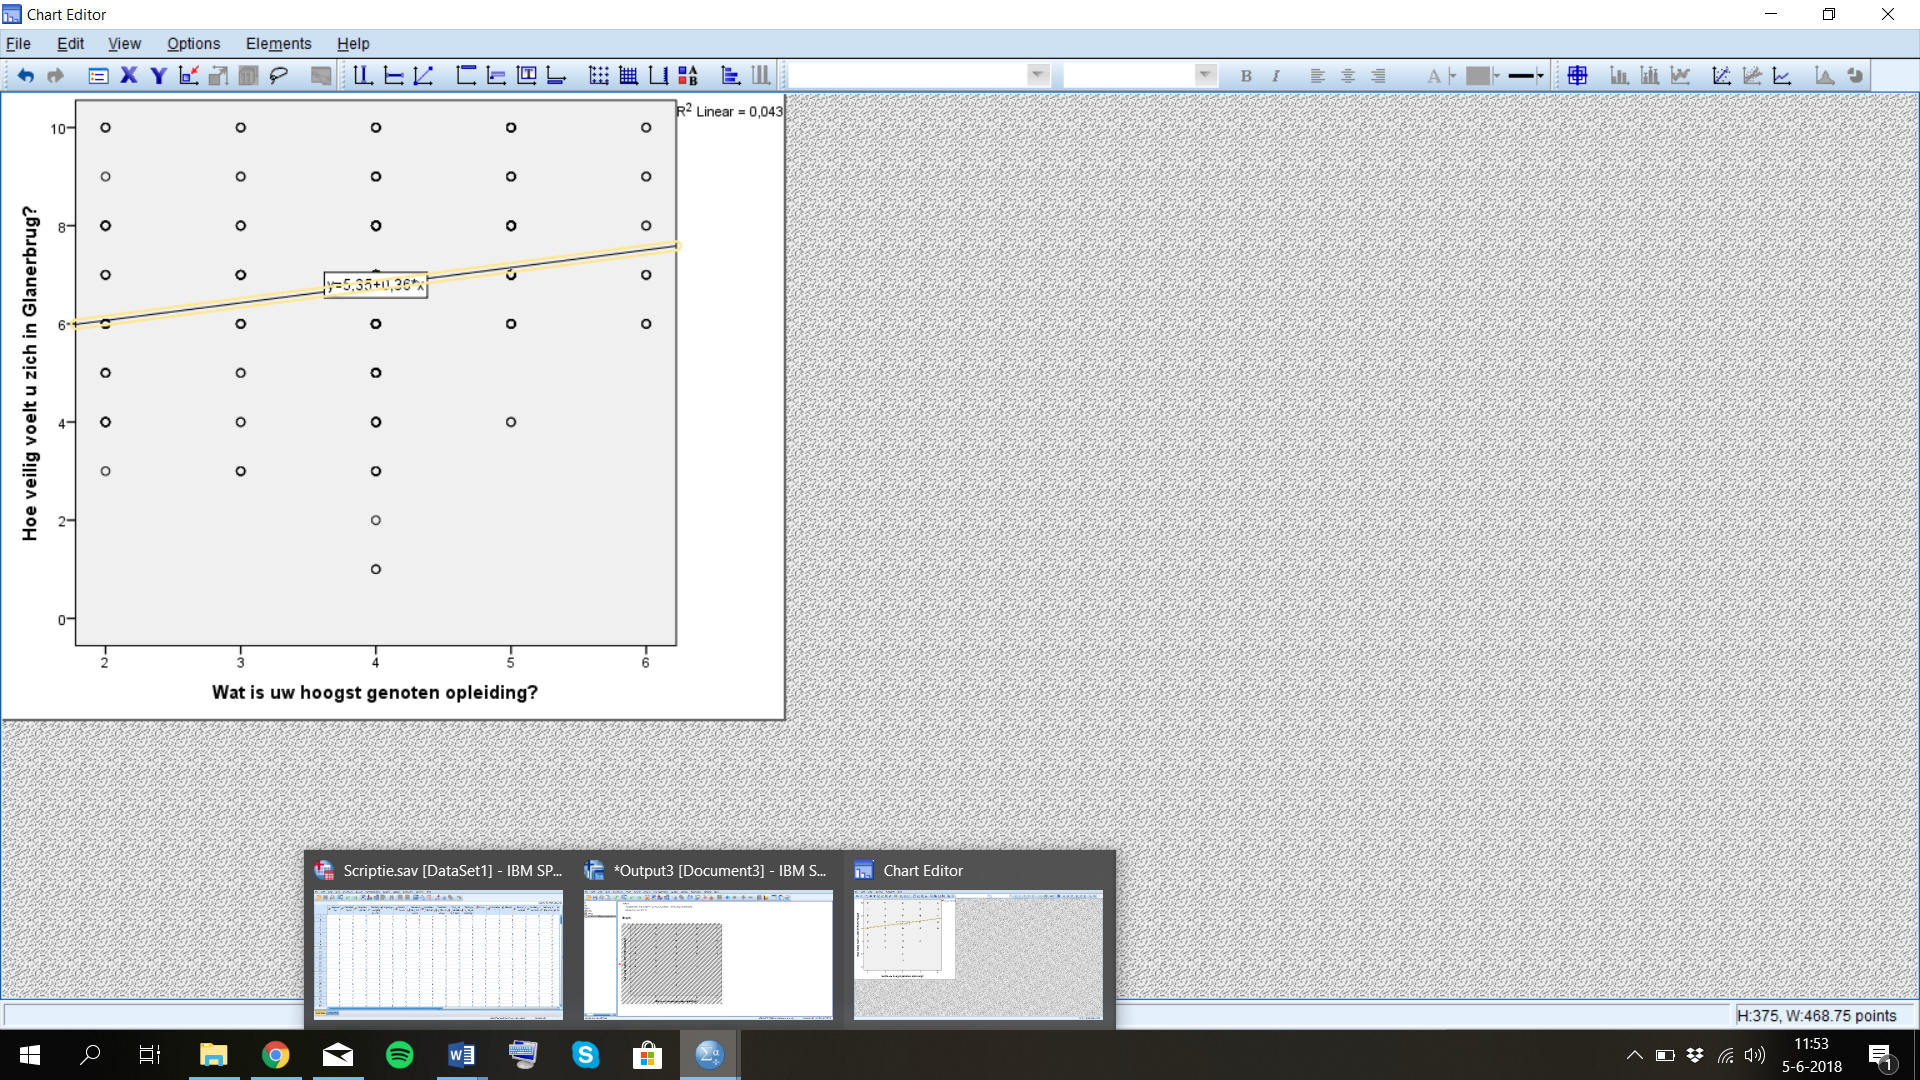 Chart Editor
File Edit View Options Elements Help
B I A
R² Linear = 0,043
10
8
6
4
2
0
Hoe veilig voelt u zich in Glanerbrug?
y=5,35+0,36*x
2 3 4 5 6
Wat is uw hoogst genoten opleiding?
Scriptie.sav [DataSet1] - IBM SP...
*Output3 [Document3] - IBM S...
Chart Editor
H:375, W:468.75 points
11:53
5-6-2018
1